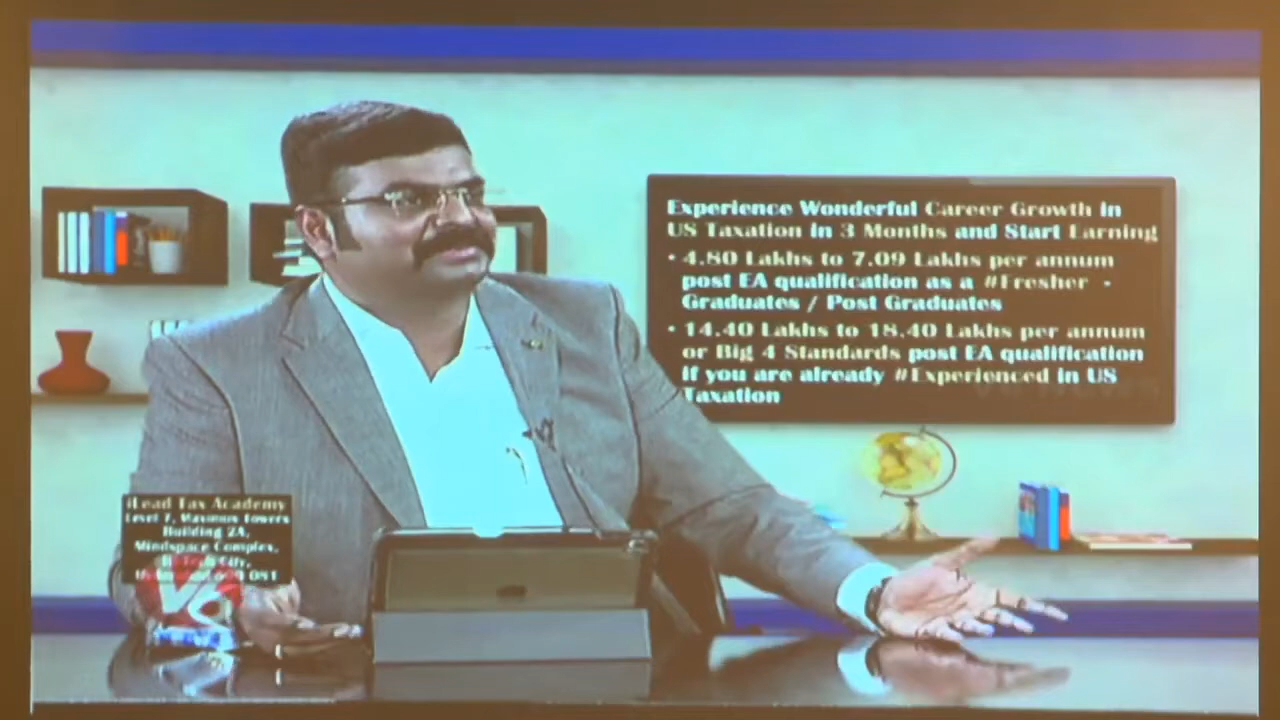 Experience Wonderful Career Growth in
US Taxation in 3 Months and Start Earning
• 4.80 Lakhs to 7.09 Lakhs per annum
post EA qualification as a #Fresher -
Graduates / Post Graduates
• 14.40 Lakhs to 18.40 Lakhs per annum
or Big 4 Standards post EA qualification
if you are already #Experienced in US
Taxation
iLead Tax Academy
Level 7, Maximus Towers
Building 2A,
Mindspace Complex,
V6